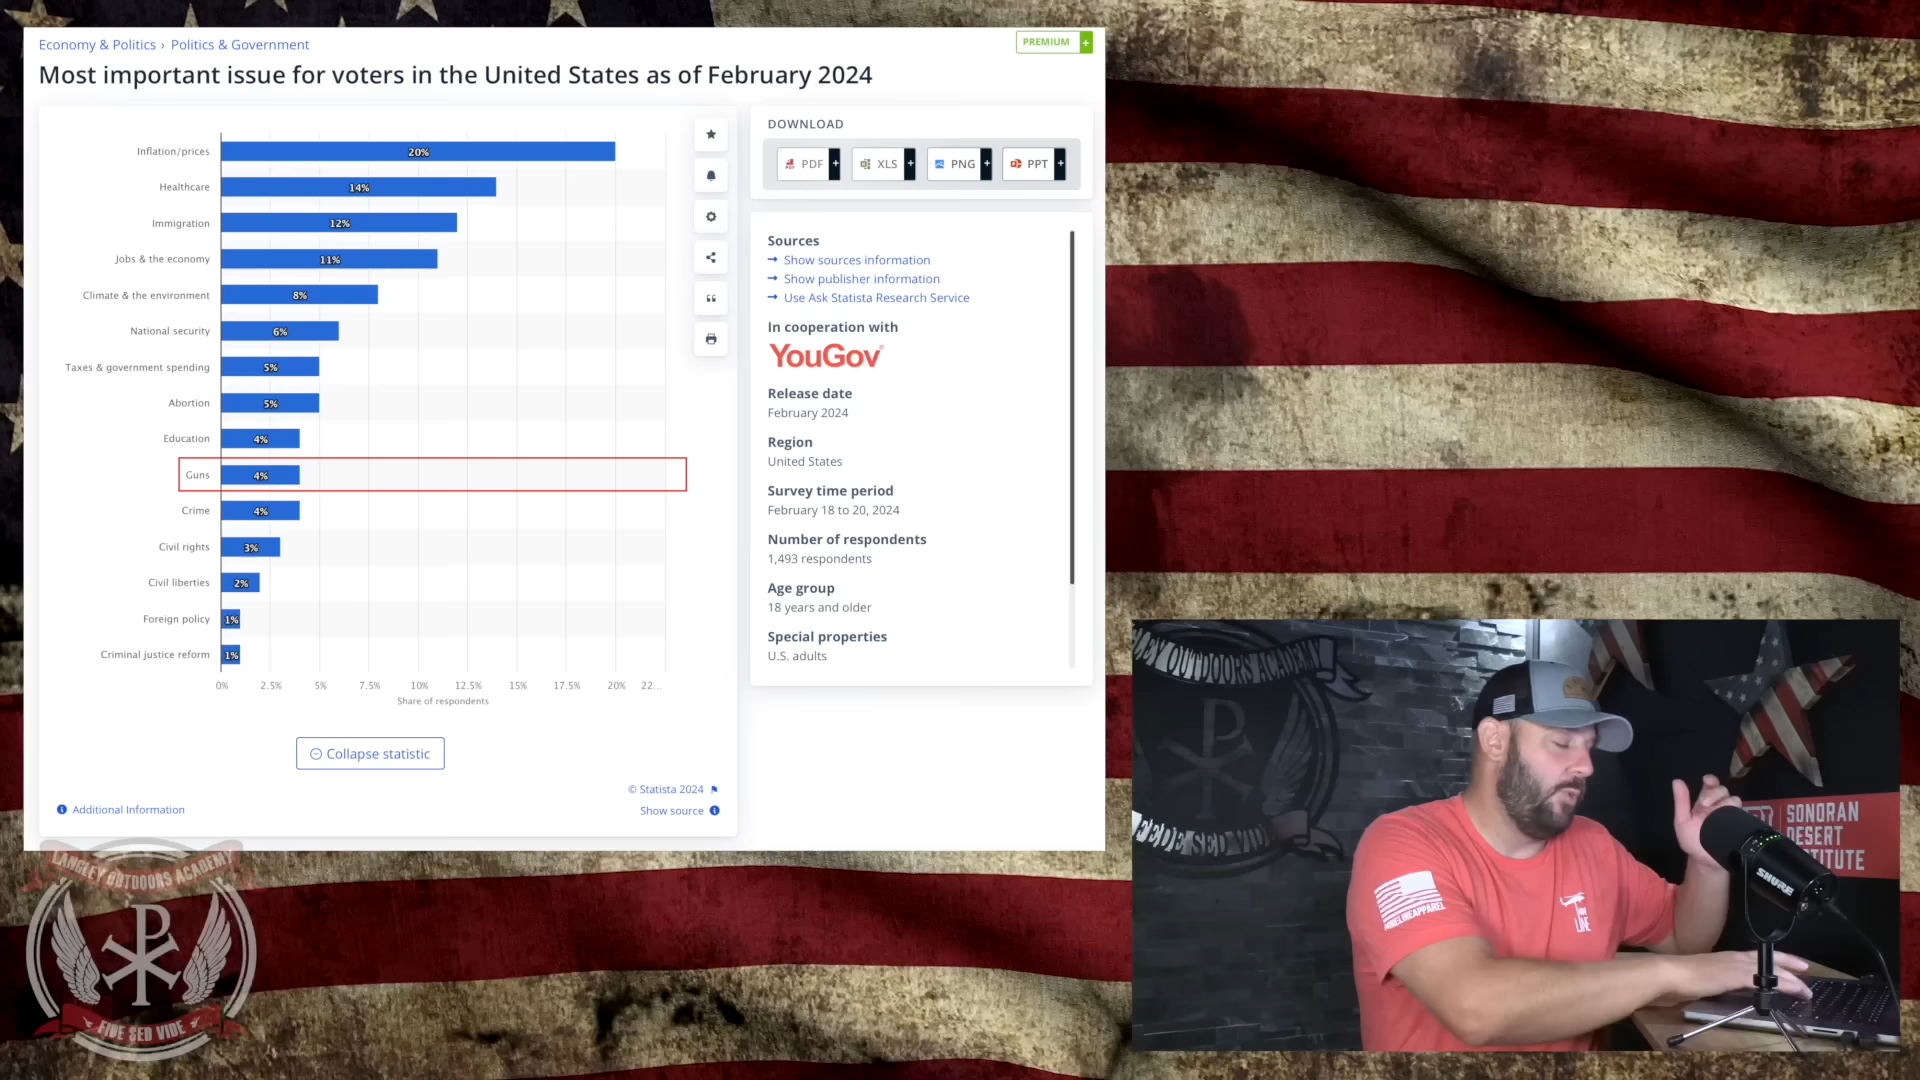 Economy & Politics › Politics & Government
PREMIUM +
Most important issue for voters in the United States as of February 2024
Inflation/prices 20%
Healthcare 14%
Immigration 12%
Jobs & the economy 11%
Climate & the environment 8%
National security 6%
Taxes & government spending 5%
Abortion 5%
Education 4%
Guns 4%
Crime 4%
Civil rights 3%
Civil liberties 2%
Foreign policy 1%
Criminal justice reform 1%
0% 2.5% 5% 7.5% 10% 12.5% 15% 17.5% 20% 22...
Share of respondents
Collapse statistic
© Statista 2024
Additional Information
Show source
DOWNLOAD
PDF + XLS + PNG + PPT +
Sources
Show sources information
Show publisher information
Use Ask Statista Research Service
In cooperation with
YouGov
Release date
February 2024
Region
United States
Survey time period
February 18 to 20, 2024
Number of respondents
1,493 respondents
Age group
18 years and older
Special properties
U.S. adults
LANGLEY OUTDOORS ACADEMY
FIDE SED VIDE
OUTDOORS ACADEMY
SONORAN
DESERT
SHURE